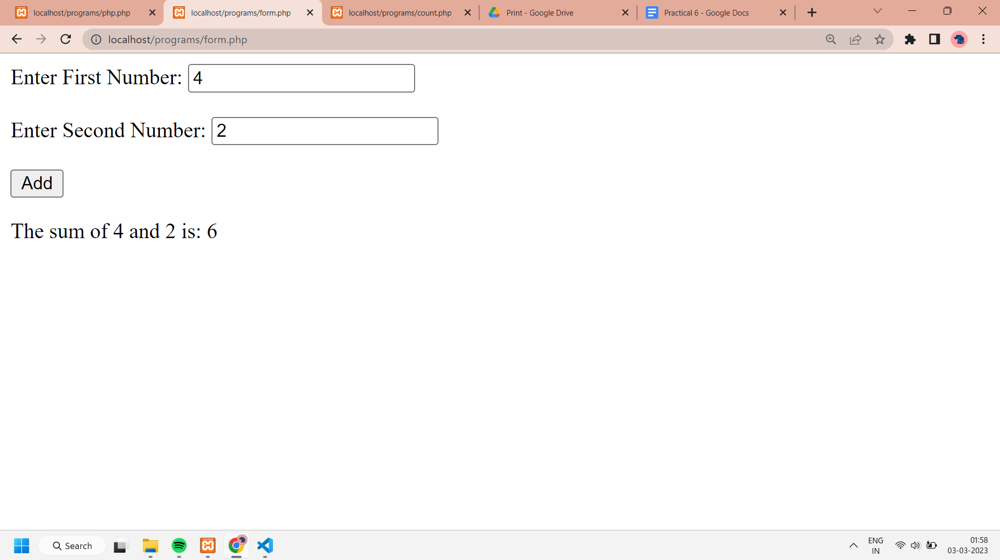 localhost/programs/php.php
localhost/programs/form.php
localhost/programs/count.php
Print - Google Drive
Practical 6 - Google Docs
localhost/programs/form.php
Enter First Number: 4
Enter Second Number: 2
Add
The sum of 4 and 2 is: 6
Search
ENG
IN
01:58
03-03-2023